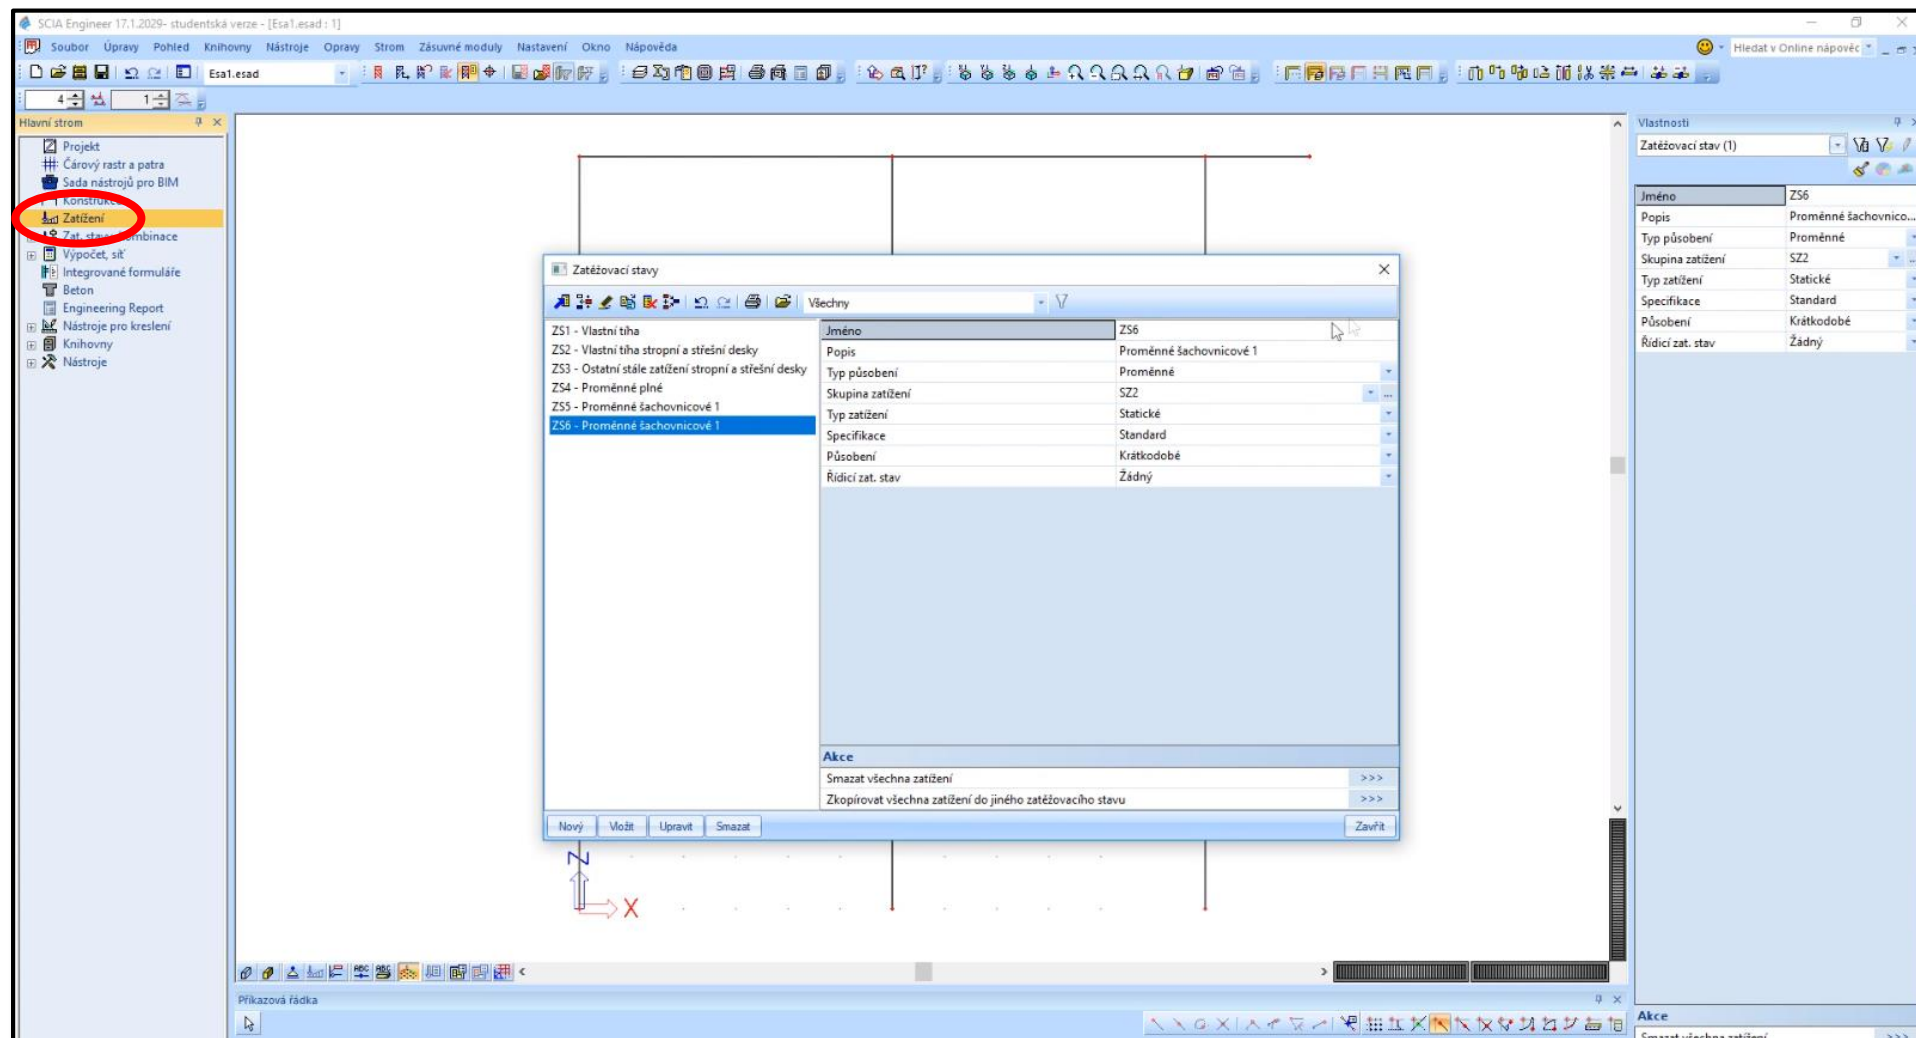 SCIA Engineer 17.1.2029- studentská verze - [Esa1.esad : 1]
Soubor Úpravy Pohled Knihovny Nástroje Opravy Strom Zásuvné moduly Nastavení Okno Nápověda
Hledat v Online nápověc
Esa1.esad
4
1
Hlavní strom
Projekt
Čárový rastr a patra
Sada nástrojů pro BIM
Zatížení
Výpočet, síť
Integrované formuláře
Beton
Engineering Report
Nástroje pro kreslení
Knihovny
Nástroje
Zatěžovací stavy
Všechny
ZS1 - Vlastní tíha
ZS2 - Vlastní tíha stropní a střešní desky
ZS3 - Ostatní stále zatížení stropní a střešní desky
ZS4 - Proměnné plné
ZS5 - Proměnné šachovnicové 1
ZS6 - Proměnné šachovnicové 1
Jméno ZS6
Popis Proměnné šachovnicové 1
Typ působení Proměnné
Skupina zatížení SZ2 ...
Typ zatížení Statické
Specifikace Standard
Působení Krátkodobé
Řídicí zat. stav Žádný
Akce
Smazat všechna zatížení >>>
Zkopírovat všechna zatížení do jiného zatěžovacího stavu >>>
Nový Vložit Upravit Smazat Zavřít
Z
X
Příkazová řádka
Vlastnosti
Zatěžovací stav (1)
Jméno ZS6
Popis Proměnné šachovnico...
Typ působení Proměnné
Skupina zatížení SZ2
Typ zatížení Statické
Specifikace Standard
Působení Krátkodobé
Řídicí zat. stav Žádný
Akce
Smazat všechna zatížení >>>